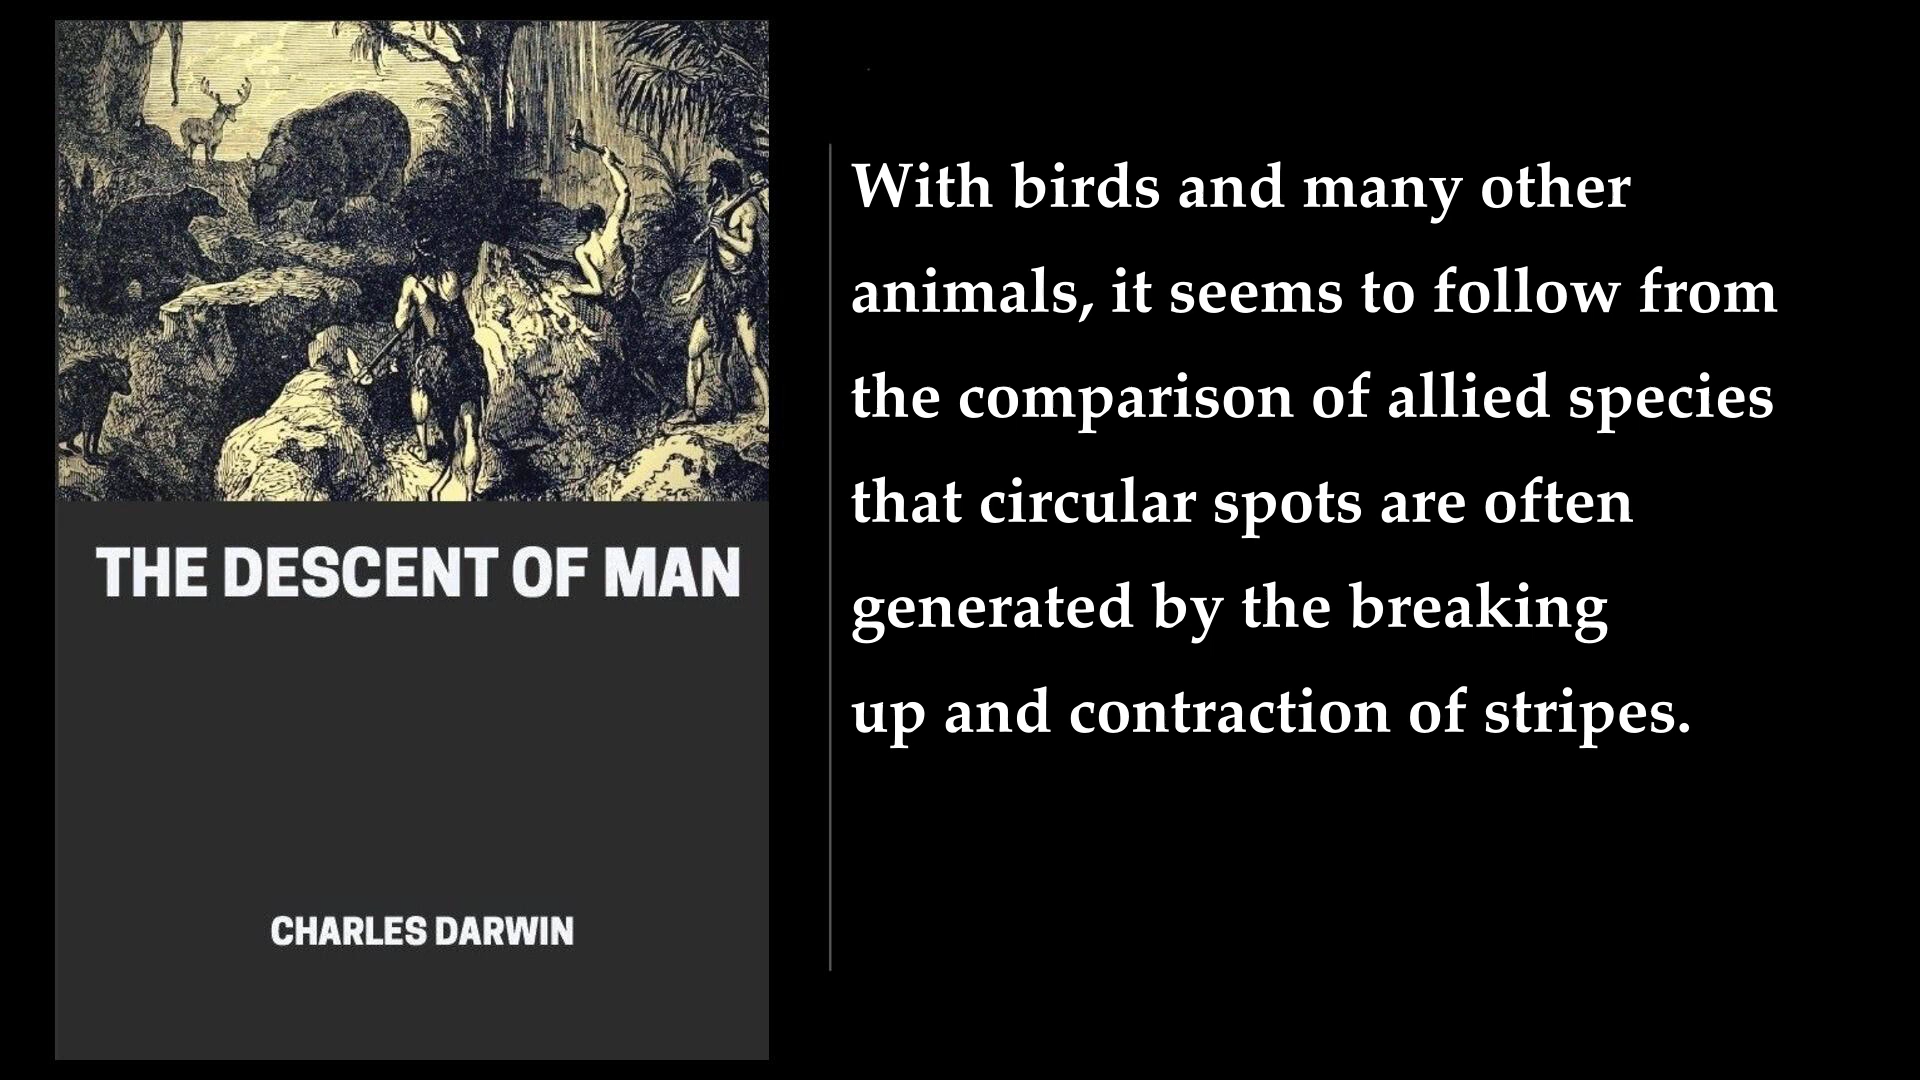 THE DESCENT OF MAN
CHARLES DARWIN
With birds and many other
animals, it seems to follow from
the comparison of allied species
that circular spots are often
generated by the breaking
up and contraction of stripes.